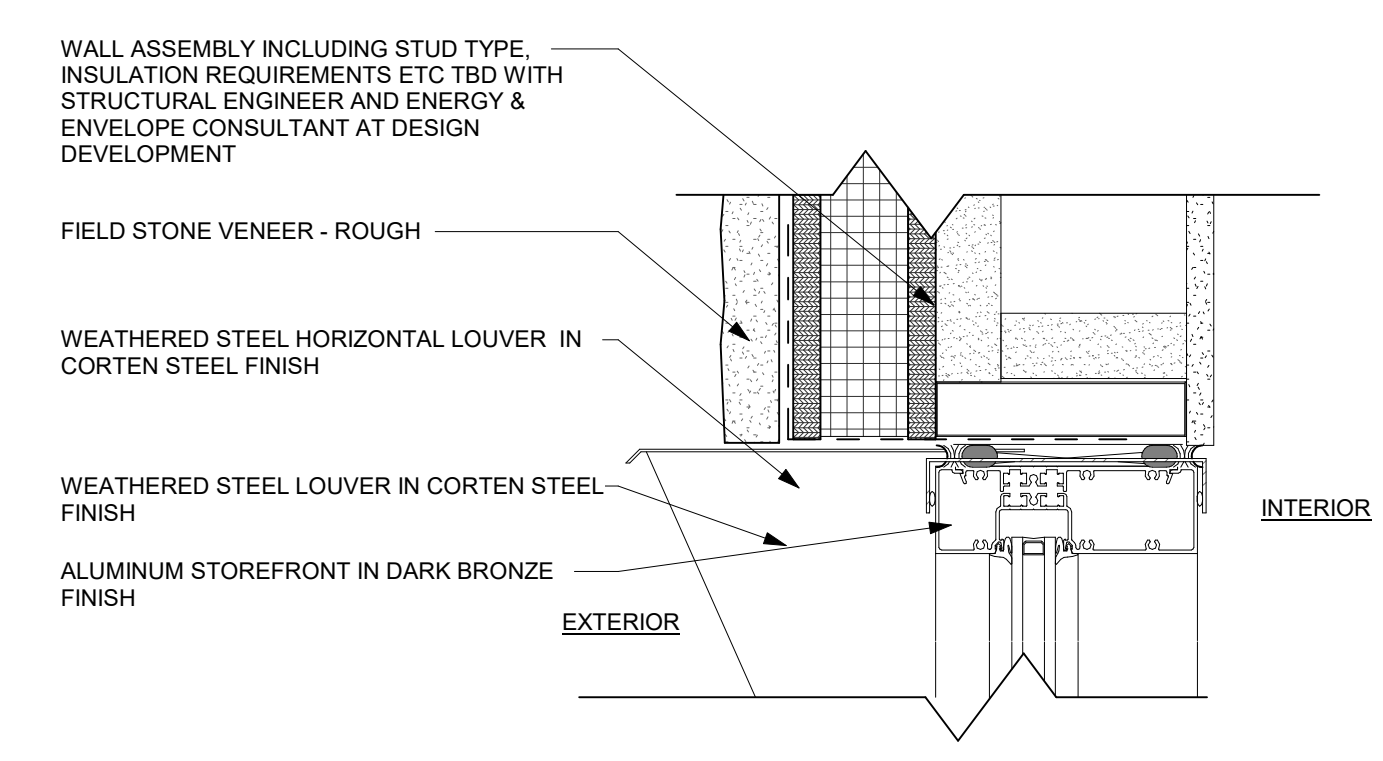 WALL ASSEMBLY INCLUDING STUD TYPE,
INSULATION REQUIREMENTS ETC TBD WITH
STRUCTURAL ENGINEER AND ENERGY &
ENVELOPE CONSULTANT AT DESIGN
DEVELOPMENT
FIELD STONE VENEER - ROUGH
WEATHERED STEEL HORIZONTAL LOUVER IN
CORTEN STEEL FINISH
WEATHERED STEEL LOUVER IN CORTEN STEEL
FINISH
INTERIOR
ALUMINUM STOREFRONT IN DARK BRONZE
FINISH
EXTERIOR